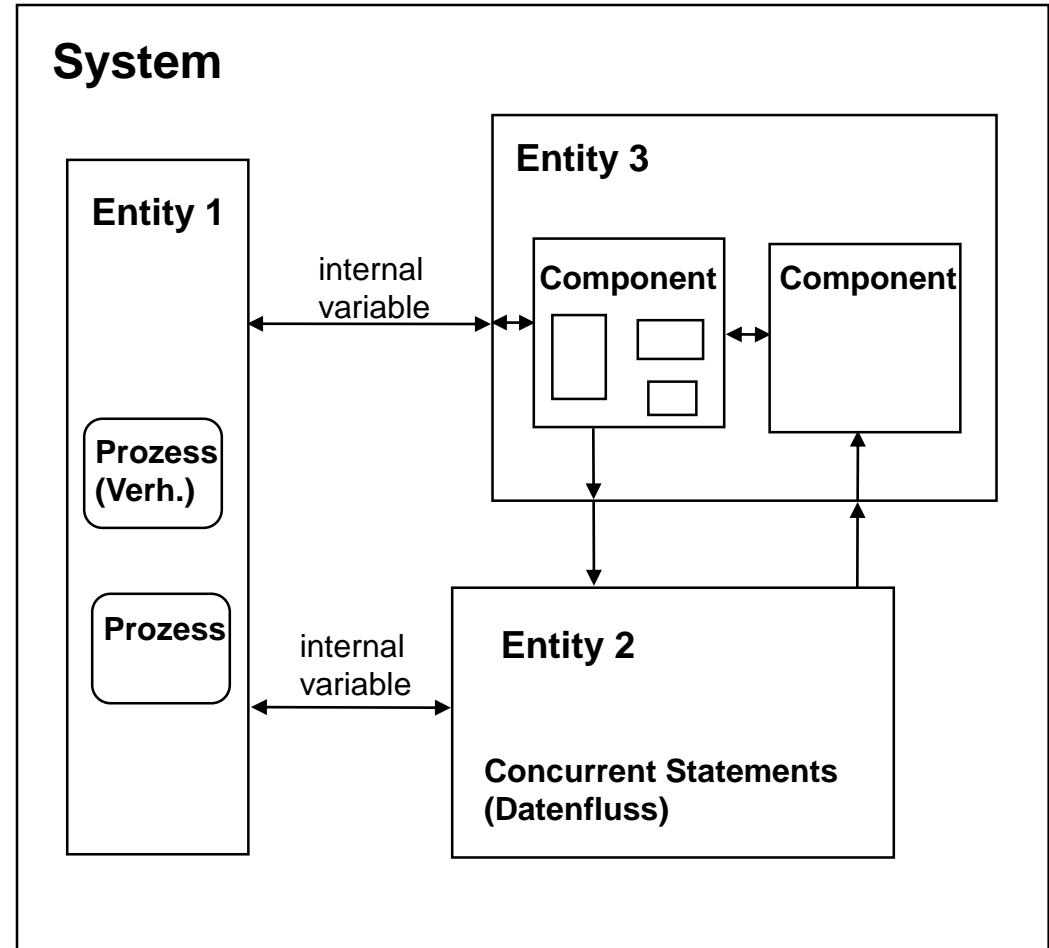 System
Entity 1
internal
variable
Prozess
(Verh.)
Prozess
internal
variable
Entity 3
Component
Component
Entity 2
Concurrent Statements
(Datenfluss)